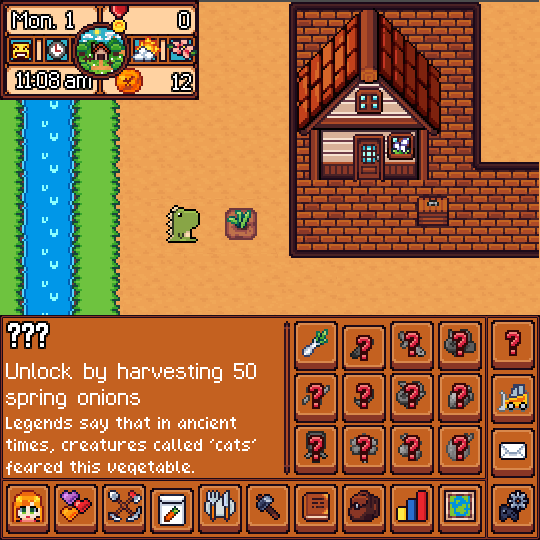 Mon. 1 0
11:08 am 12
???
Unlock by harvesting 50
spring onions
Legends say that in ancient
times, creatures called 'cats'
feared this vegetable.
? ? ? ?
? ? ? ?
? ? ? ?